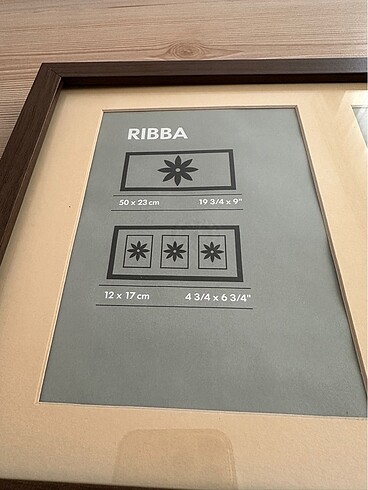 RIBBA
50 x 23 cm 19 3/4 x 9"
12 x 17 cm 4 3/4 x 6 3/4"